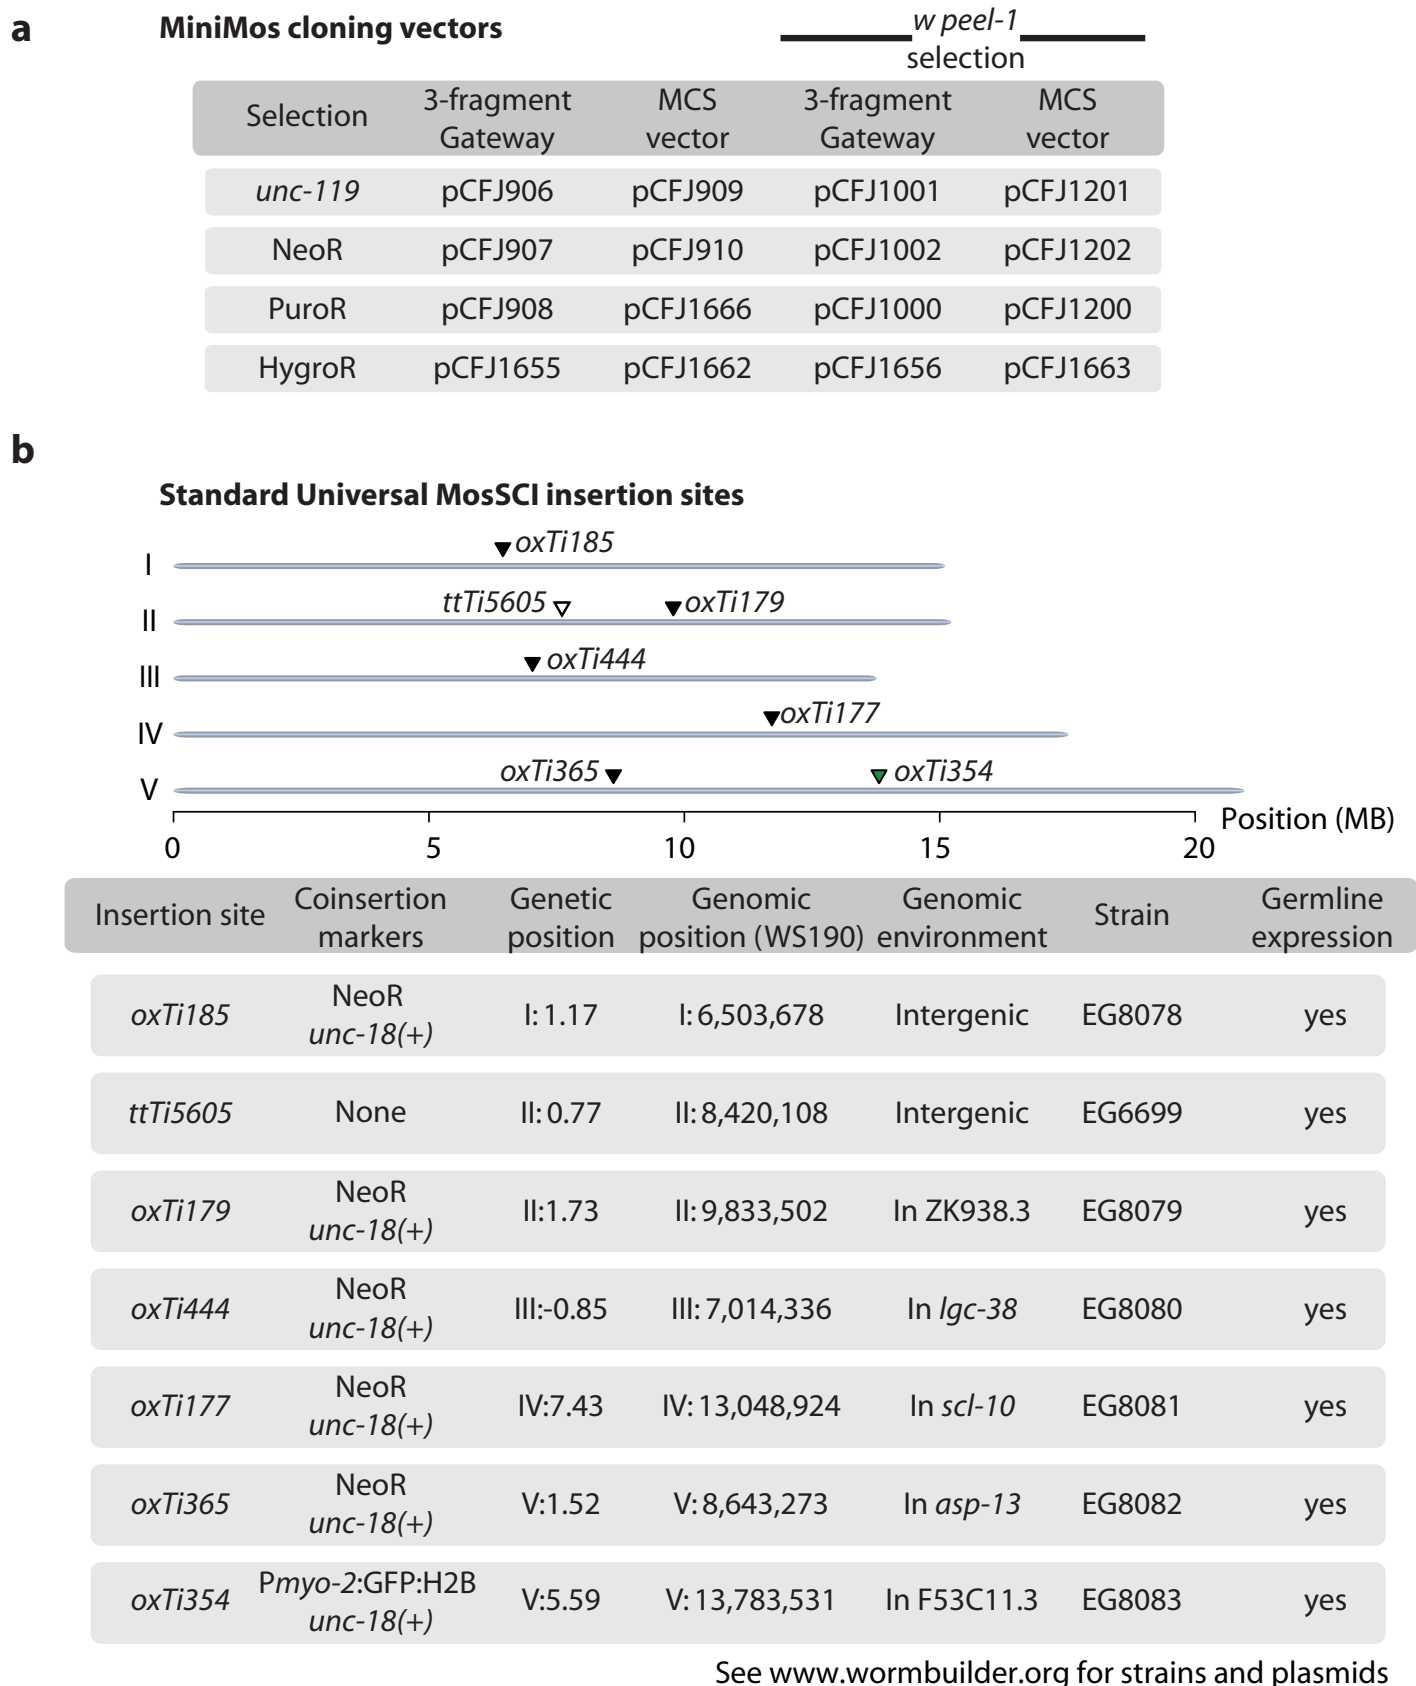 a
MiniMos cloning vectors
w peel-1
selection
Selection
3-fragment
Gateway
MCS
vector
3-fragment
Gateway
MCS
vector
unc-119 pCFJ906 pCFJ909 pCFJ1001 pCFJ1201
NeoR pCFJ907 pCFJ910 pCFJ1002 pCFJ1202
PuroR pCFJ908 pCFJ1666 pCFJ1000 pCFJ1200
HygroR pCFJ1655 pCFJ1662 pCFJ1656 pCFJ1663
b
Standard Universal MosSCI insertion sites
I oxTi185
II ttTi5605 oxTi179
III oxTi444
IV oxTi177
V oxTi365 oxTi354
0 5 10 15 20 Position (MB)
Insertion site
Coinsertion
markers
Genetic
position
Genomic
position (WS190)
Genomic
environment
Strain
Germline
expression
oxTi185
NeoR
unc-18(+)
I: 1.17 I: 6,503,678 Intergenic EG8078 yes
ttTi5605 None II: 0.77 II: 8,420,108 Intergenic EG6699 yes
oxTi179
NeoR
unc-18(+)
II:1.73 II: 9,833,502 In ZK938.3 EG8079 yes
oxTi444
NeoR
unc-18(+)
III:-0.85 III: 7,014,336 In lgc-38 EG8080 yes
oxTi177
NeoR
unc-18(+)
IV:7.43 IV: 13,048,924 In scl-10 EG8081 yes
oxTi365
NeoR
unc-18(+)
V:1.52 V: 8,643,273 In asp-13 EG8082 yes
oxTi354
Pmyo-2:GFP:H2B
unc-18(+)
V:5.59 V: 13,783,531 In F53C11.3 EG8083 yes
See www.wormbuilder.org for strains and plasmids